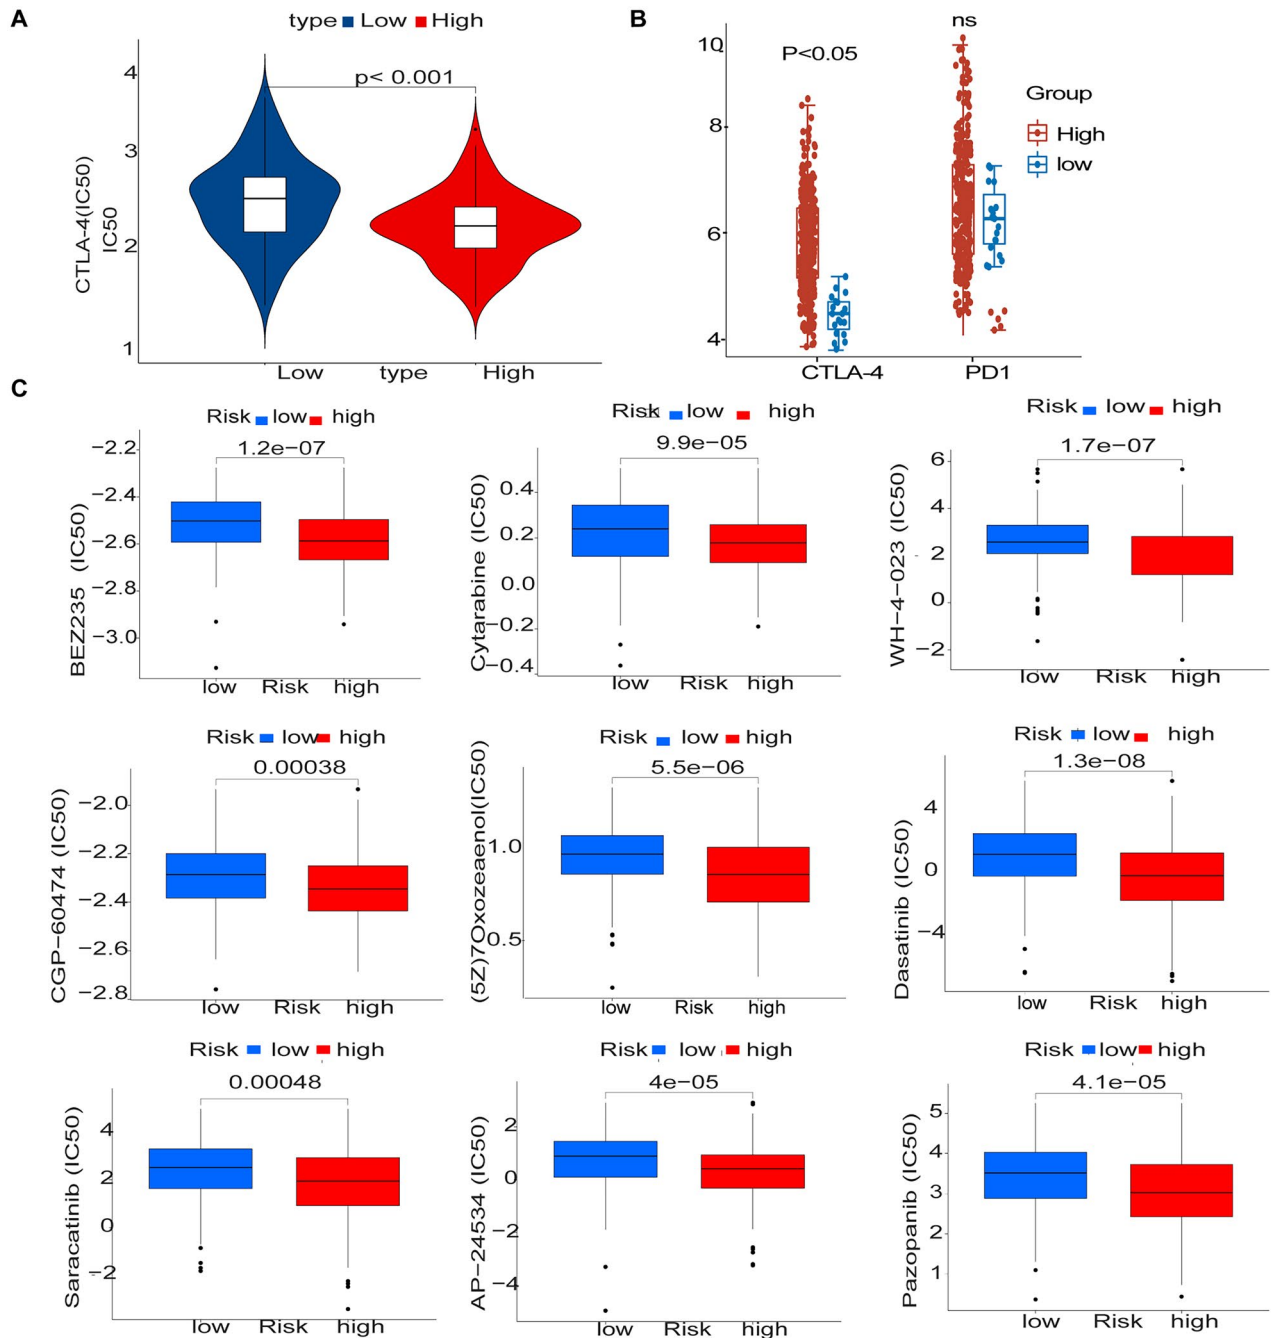 A
type Low High
p< 0.001
CTLA-4(IC50)
IC50
4
3
2
1
Low type High
B
ns
P<0.05
10
8
6
4
Group
High
low
CTLA-4 PD1
C
Risk low high
1.2e−07
BEZ235 (IC50)
−2.2
−2.4
−2.6
−2.8
−3.0
low Risk high
Risk low high
9.9e−05
Cytarabine (IC50)
0.4
0.2
0.0
−0.2
−0.4
low Risk high
Risk low high
1.7e−07
WH−4−023 (IC50)
6
4
2
0
−2
low Risk high
Risk low high
0.00038
CGP−60474 (IC50)
−2.0
−2.2
−2.4
−2.6
−2.8
low Risk high
Risk low high
5.5e−06
(5Z)7Oxozeaenol(IC50)
1.0
0.5
low Risk high
Risk low high
1.3e−08
Dasatinib (IC50)
4
0
−4
low Risk high
Risk low high
0.00048
Saracatinib (IC50)
4
2
0
−2
low Risk high
Risk low high
4e−05
AP−24534 (IC50)
2
0
−2
−4
low Risk high
Risk low high
4.1e−05
Pazopanib (IC50)
5
4
3
2
1
low Risk high